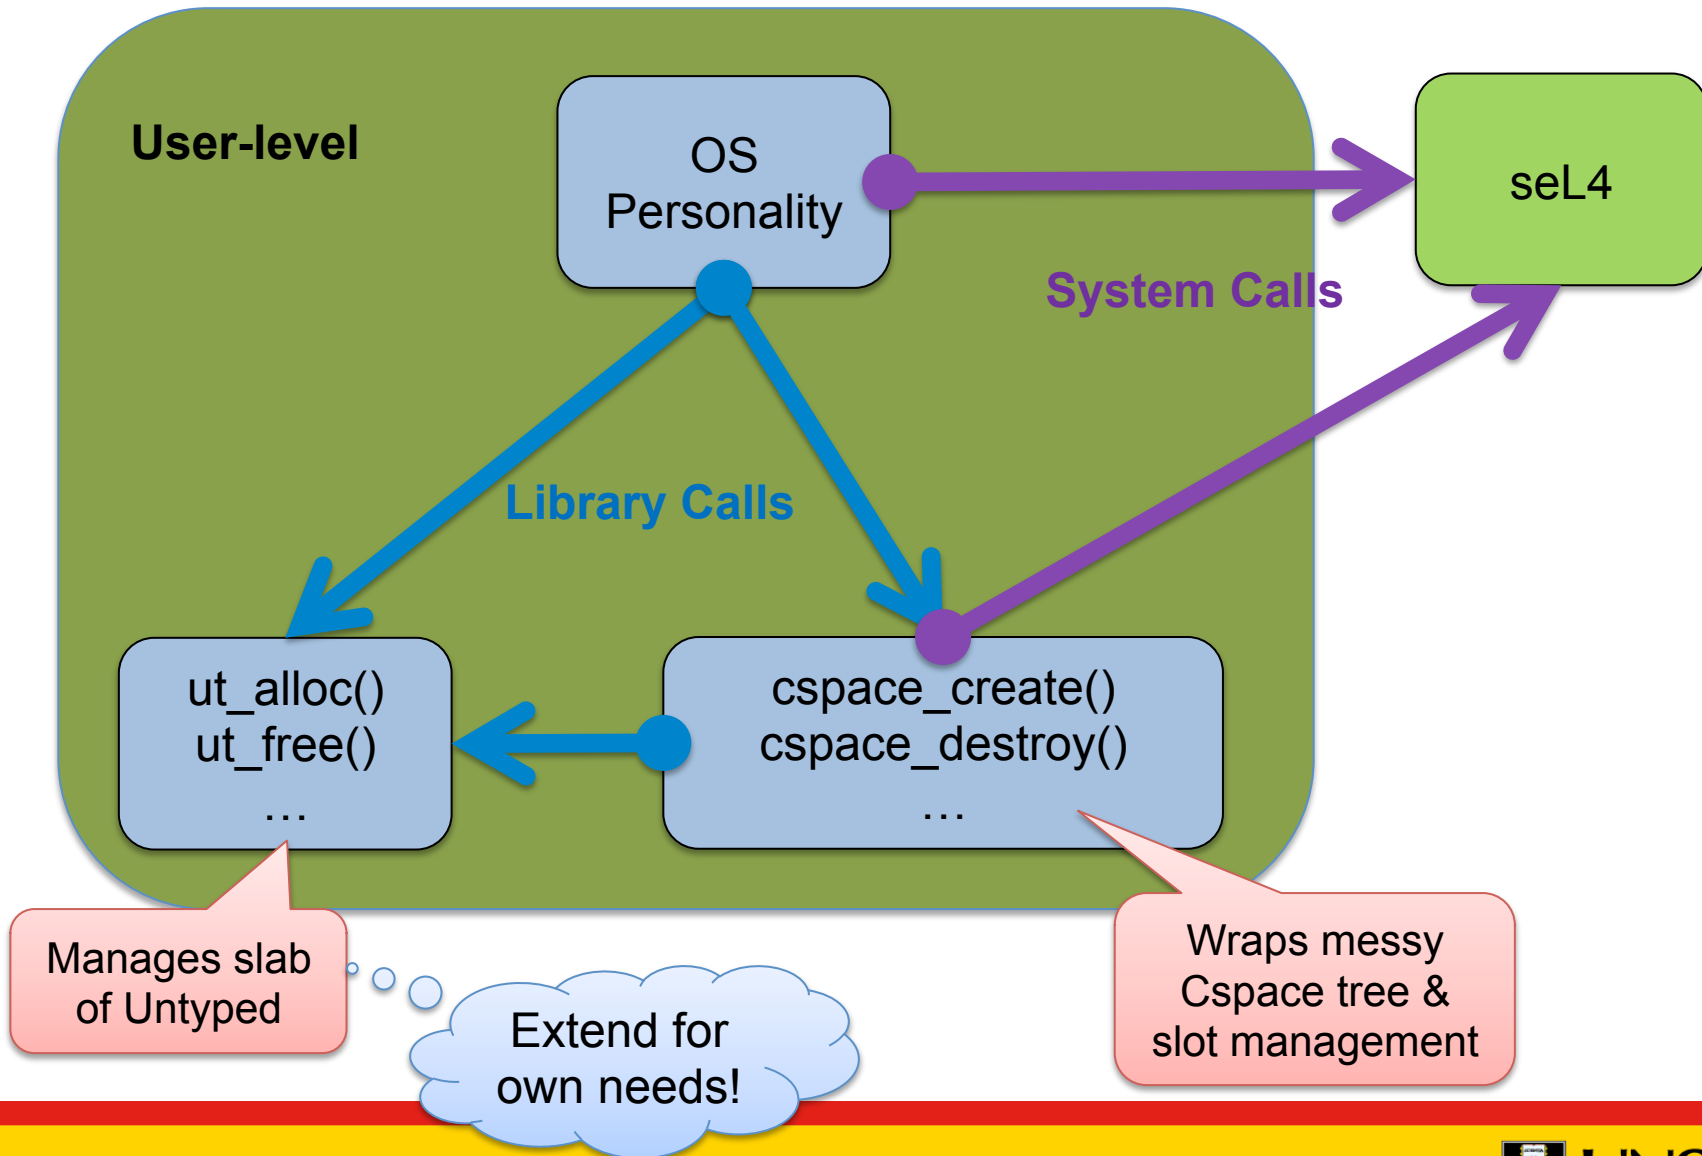 User-level
OS
Personality
seL4
System Calls
Library Calls
ut_alloc()
ut_free()
…
cspace_create()
cspace_destroy()
…
Manages slab
of Untyped
Extend for
own needs!
Wraps messy
Cspace tree &
slot management